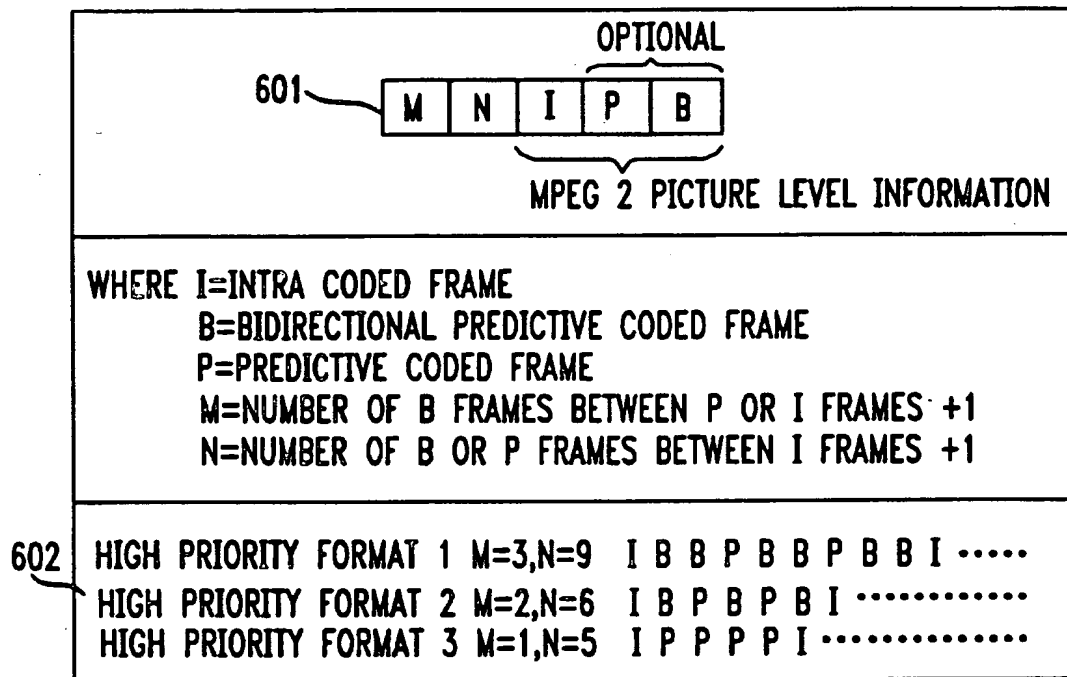 OPTIONAL
601
M N I P B
MPEG 2 PICTURE LEVEL INFORMATION
WHERE I=INTRA CODED FRAME
B=BIDIRECTIONAL PREDICTIVE CODED FRAME
P=PREDICTIVE CODED FRAME
M=NUMBER OF B FRAMES BETWEEN P OR I FRAMES +1
N=NUMBER OF B OR P FRAMES BETWEEN I FRAMES +1
602 HIGH PRIORITY FORMAT 1 M=3,N=9 I B B P B B P B B I .....
HIGH PRIORITY FORMAT 2 M=2,N=6 I B P B P B I ............
HIGH PRIORITY FORMAT 3 M=1,N=5 I P P P P I ..............